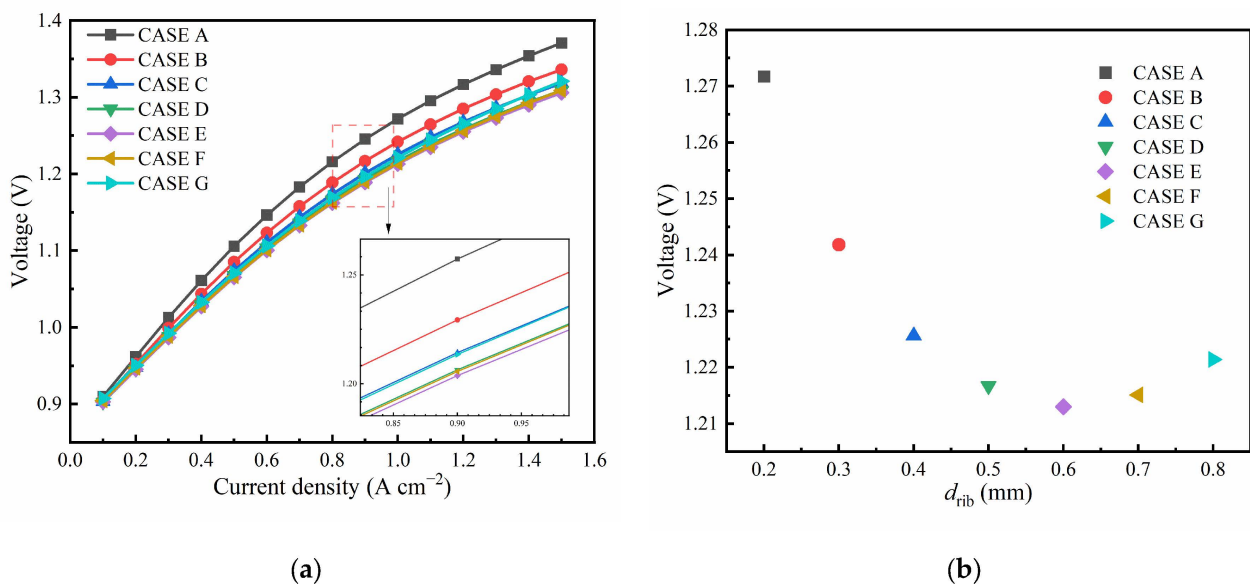 1.4
1.3
1.2
1.1
1.0
0.9
Voltage (V)
CASE A
CASE B
CASE C
CASE D
CASE E
CASE F
CASE G
1.25
1.20
0.85 0.90 0.95
0.0 0.2 0.4 0.6 0.8 1.0 1.2 1.4 1.6
Current density (A cm⁻²)
(a)
1.28
1.27
1.26
1.25
1.24
1.23
1.22
1.21
Voltage (V)
CASE A
CASE B
CASE C
CASE D
CASE E
CASE F
CASE G
0.2 0.3 0.4 0.5 0.6 0.7 0.8
d_rib (mm)
(b)